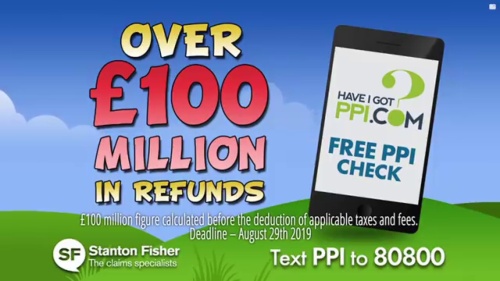 OVER
£100
MILLION
IN REFUNDS
HAVE I GOT
?
PPI.COM
FREE PPI
CHECK
£100 million figure calculated before the deduction of applicable taxes and fees.
Deadline – August 29th 2019
SF
Stanton Fisher
The claims specialists
Text PPI to 80800